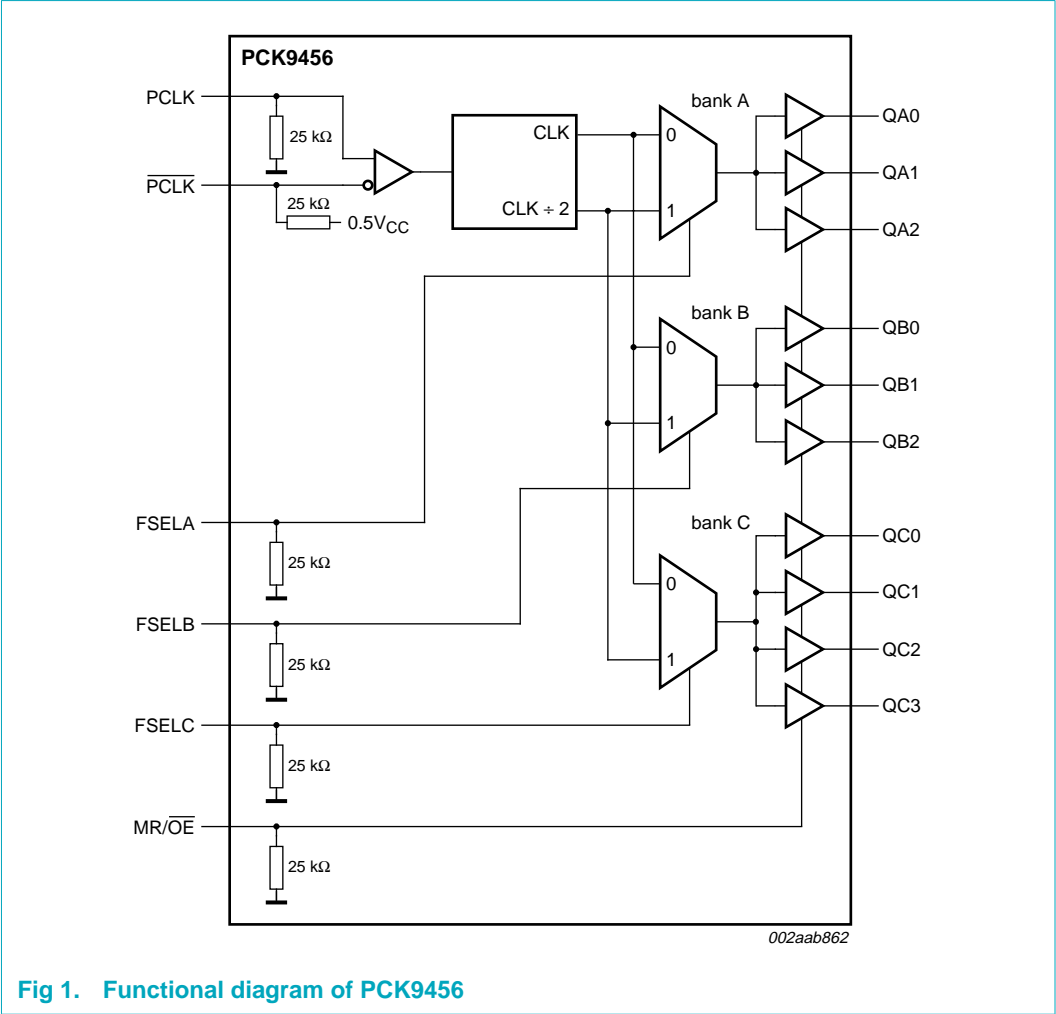 PCK9456
PCLK
25 kΩ
PCLK
25 kΩ
0.5VCC
CLK
CLK ÷ 2
bank A
0
1
QA0
QA1
QA2
bank B
0
1
QB0
QB1
QB2
bank C
0
1
QC0
QC1
QC2
QC3
FSELA
25 kΩ
FSELB
25 kΩ
FSELC
25 kΩ
MR/OE
25 kΩ
002aab862
Fig 1. Functional diagram of PCK9456